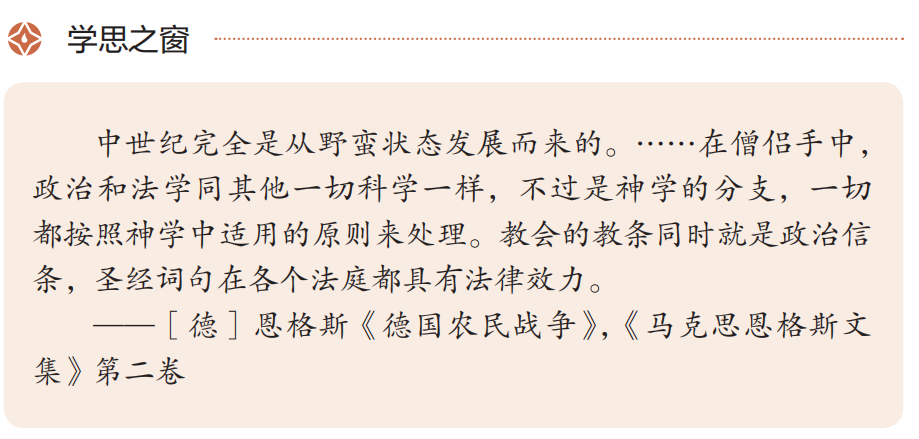 学思之窗
中世纪完全是从野蛮状态发展而来的。……在僧侣手中，
政治和法学同其他一切科学一样，不过是神学的分支，一切
都按照神学中适用的原则来处理。教会的教条同时就是政治信
条，圣经词句在各个法庭都具有法律效力。
——［德］恩格斯《德国农民战争》，《马克思恩格斯文
集》第二卷